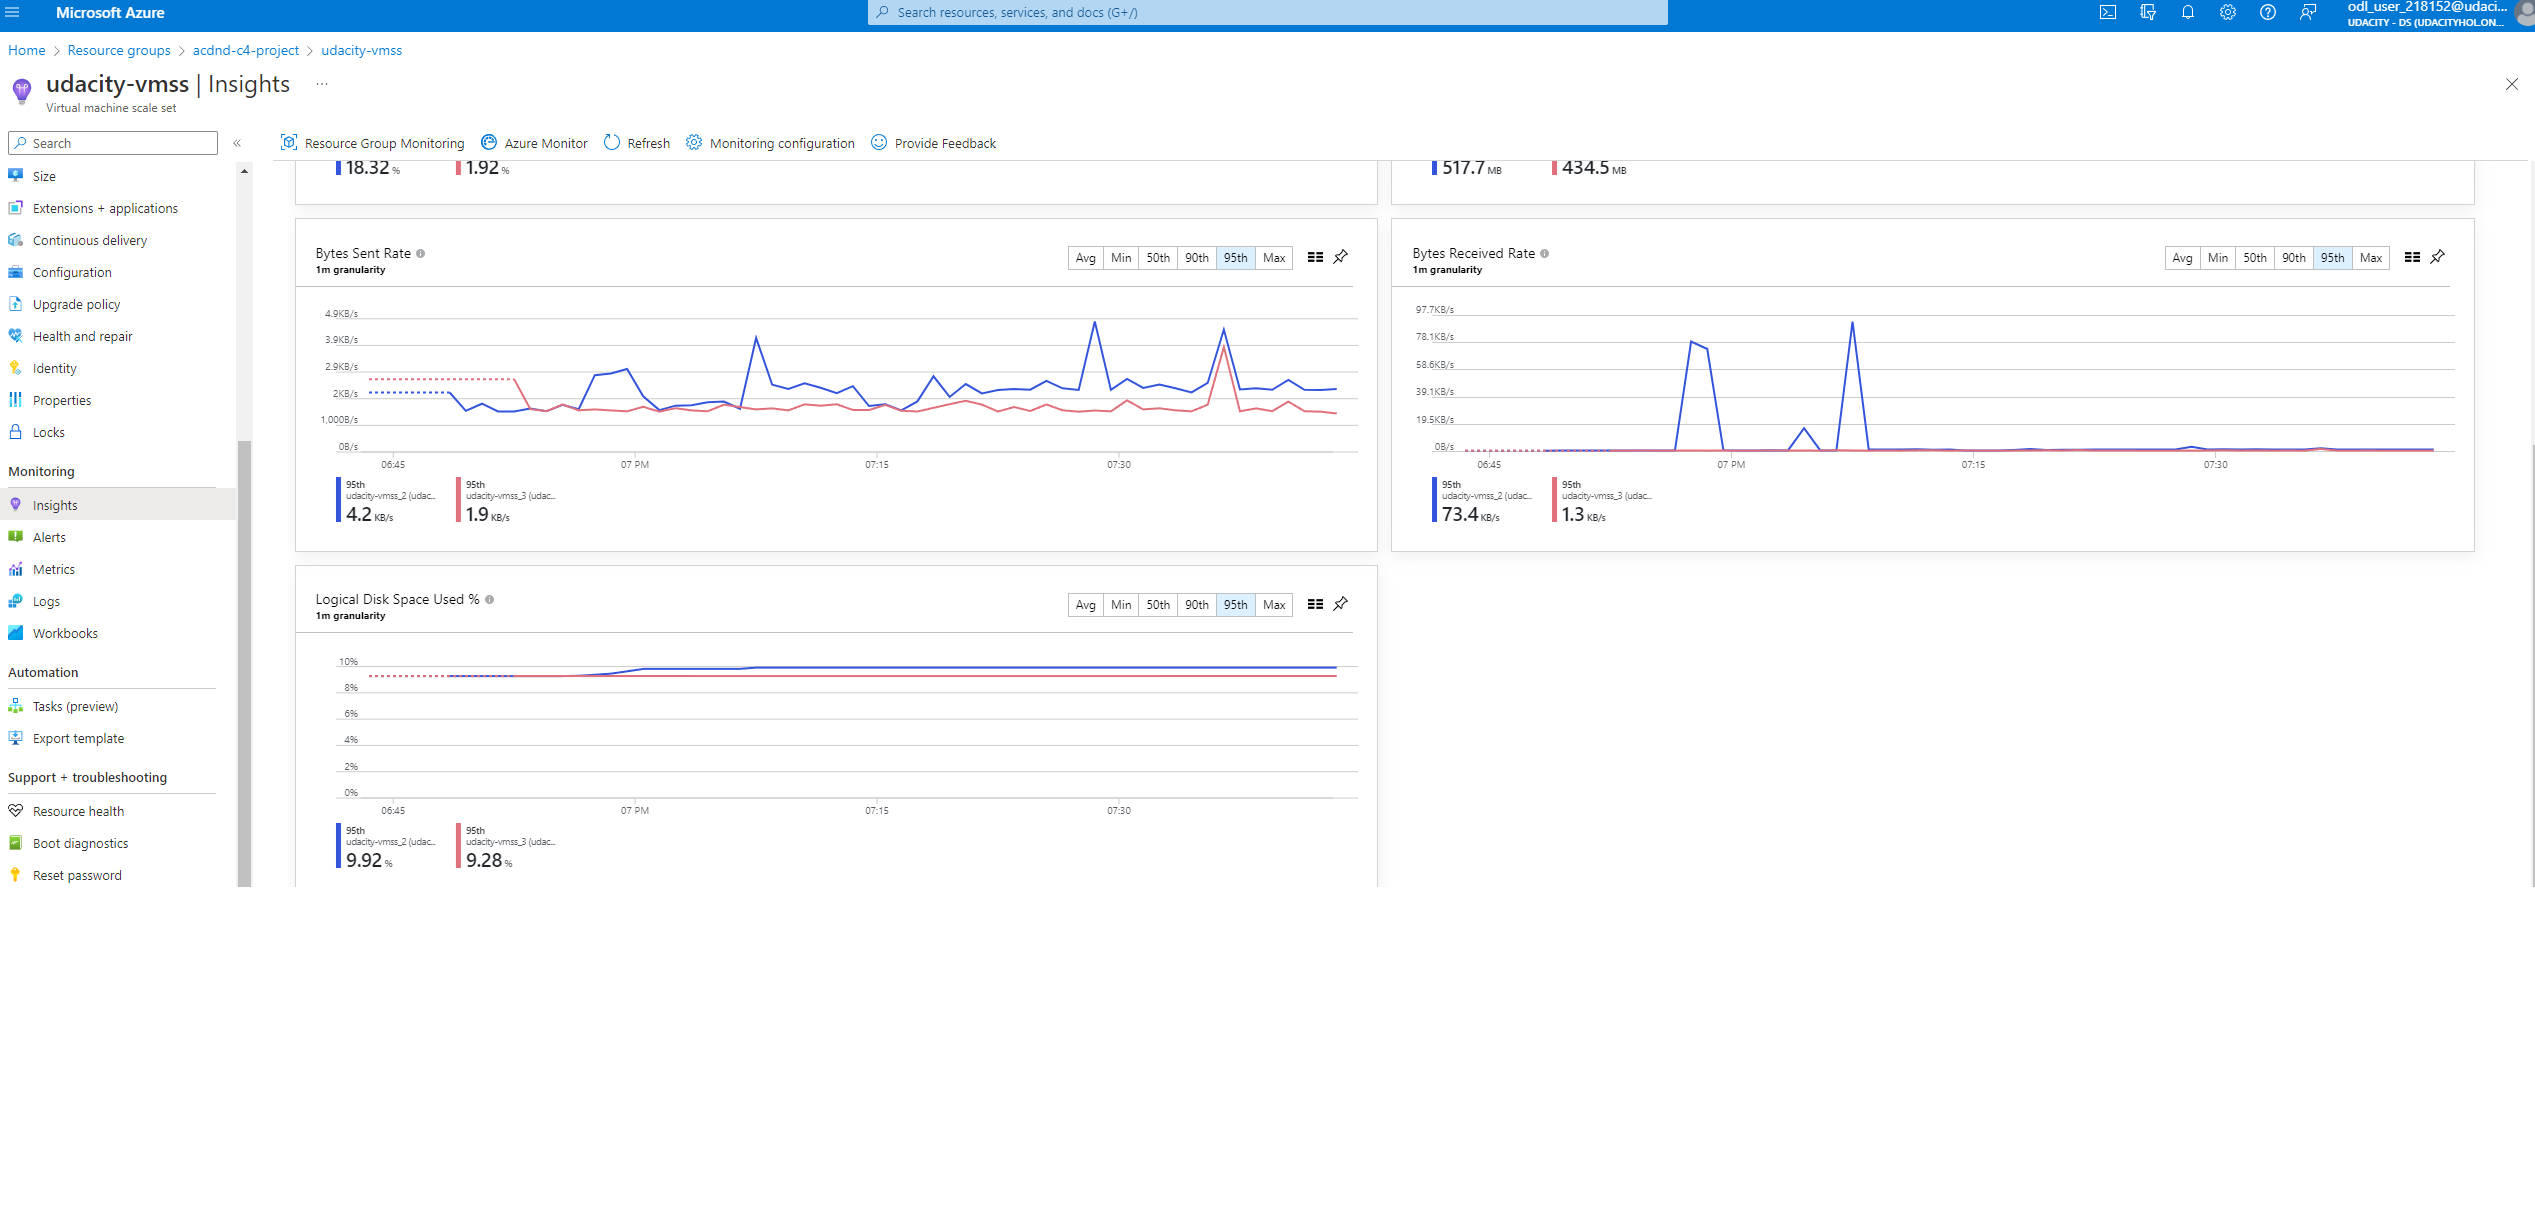 Microsoft Azure
Search resources, services, and docs (G+/)
odl_user_218152@udaci...
UDACITY - DS (UDACITYHOL.ON...
Home > Resource groups > acdnd-c4-project > udacity-vmss
udacity-vmss | Insights ...
Virtual machine scale set
Search
«
Resource Group Monitoring
Azure Monitor
Refresh
Monitoring configuration
Provide Feedback
Size
Extensions + applications
Continuous delivery
Configuration
Upgrade policy
Health and repair
Identity
Properties
Locks
Monitoring
Insights
Alerts
Metrics
Logs
Workbooks
Automation
Tasks (preview)
Export template
Support + troubleshooting
Resource health
Boot diagnostics
Reset password
18.32 %
1.92 %
517.7 MB
434.5 MB
Bytes Sent Rate
1m granularity
Avg Min 50th 90th 95th Max
4.9KB/s
3.9KB/s
2.9KB/s
2KB/s
1,000B/s
0B/s
06:45 07 PM 07:15 07:30
95th
udacity-vmss_2 (udac...
4.2 KB/s
95th
udacity-vmss_3 (udac...
1.9 KB/s
Bytes Received Rate
1m granularity
Avg Min 50th 90th 95th Max
97.7KB/s
78.1KB/s
58.6KB/s
39.1KB/s
19.5KB/s
0B/s
06:45 07 PM 07:15 07:30
95th
udacity-vmss_2 (udac...
73.4 KB/s
95th
udacity-vmss_3 (udac...
1.3 KB/s
Logical Disk Space Used %
1m granularity
Avg Min 50th 90th 95th Max
10%
8%
6%
4%
2%
0%
06:45 07 PM 07:15 07:30
95th
udacity-vmss_2 (udac...
9.92 %
95th
udacity-vmss_3 (udac...
9.28 %